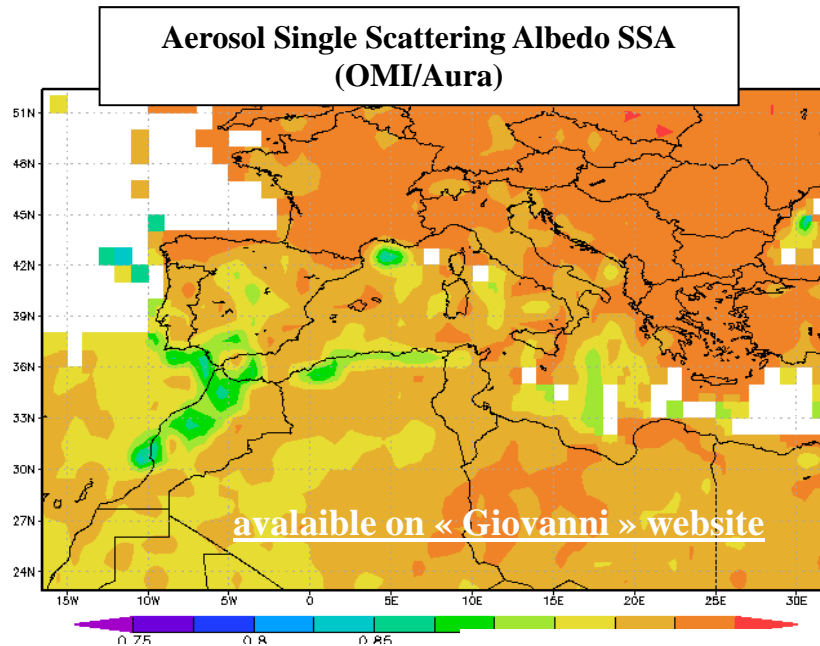 Aerosol Single Scattering Albedo SSA
(OMI/Aura)
51N
48N
45N
42N
39N
36N
33N
30N
27N
24N
avalaible on « Giovanni » website
15W 10W 5W 0 5E 10E 15E 20E 25E 30E
0.75 0.8 0.85